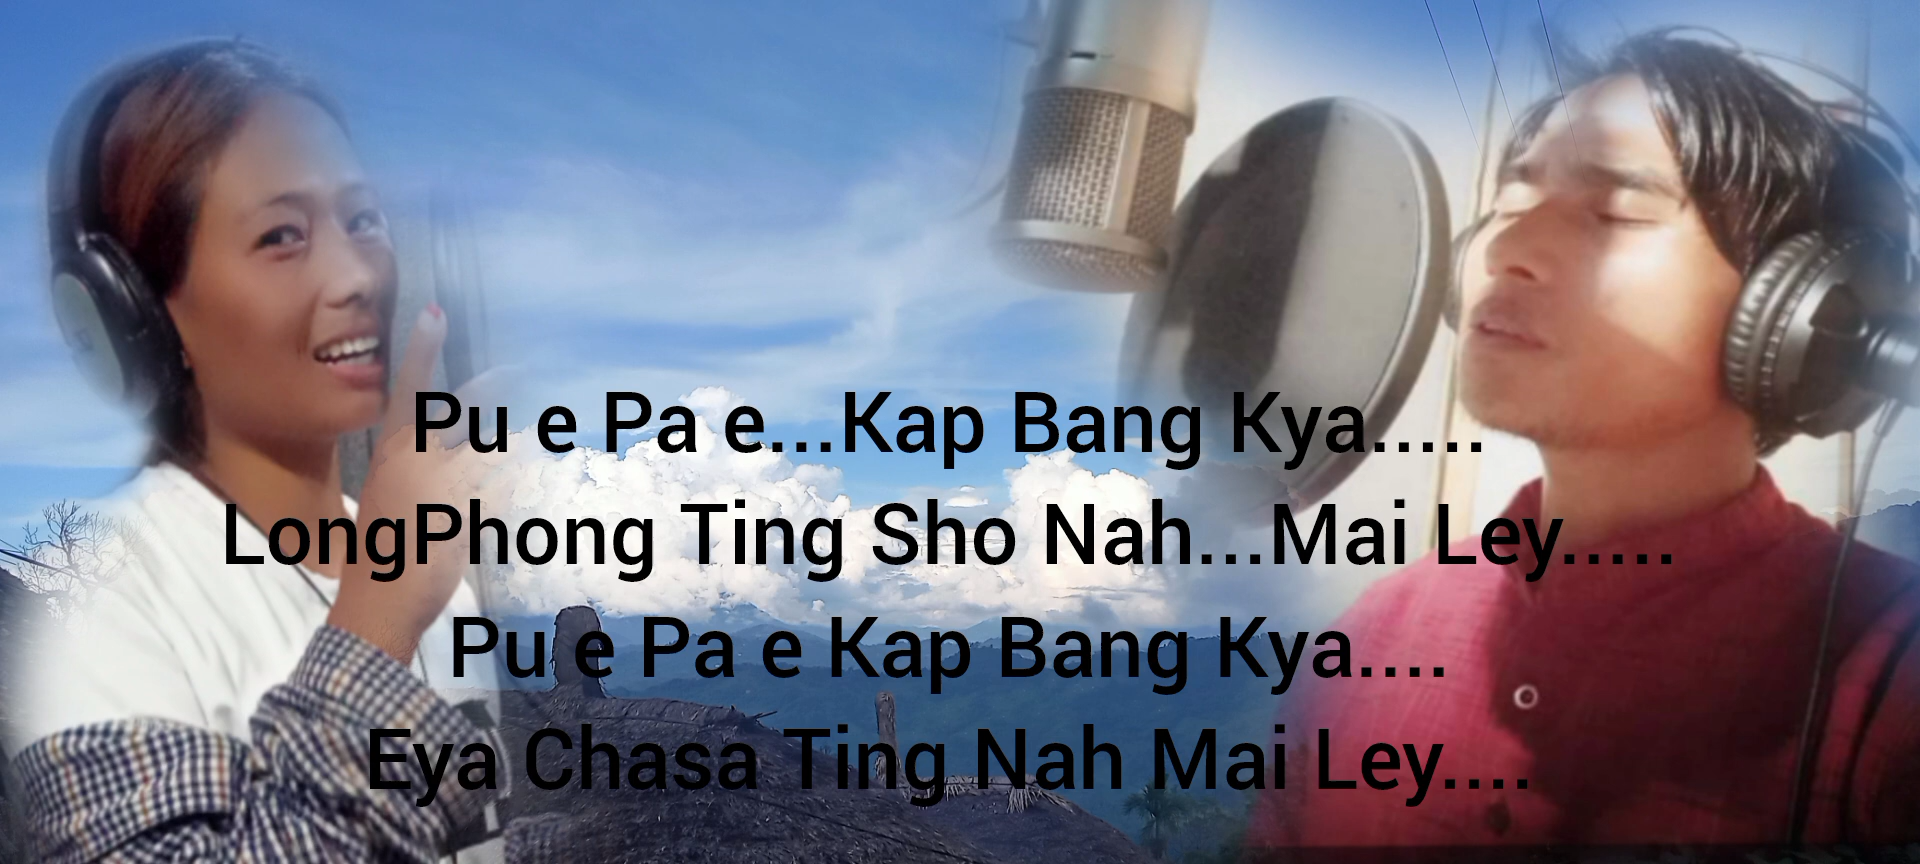 Pu e Pa e...Kap Bang Kya.....
LongPhong Ting Sho Nah...Mai Ley.....
Pu e Pa e Kap Bang Kya....
Eya Chasa Ting Nah Mai Ley....